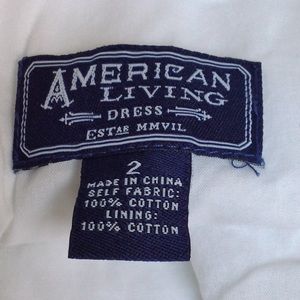 AMERICAN
LIVING
DRESS
ESTAB MMVII.
2
MADE IN CHINA
SELF FABRIC:
100% COTTON
LINING:
100% COTTON